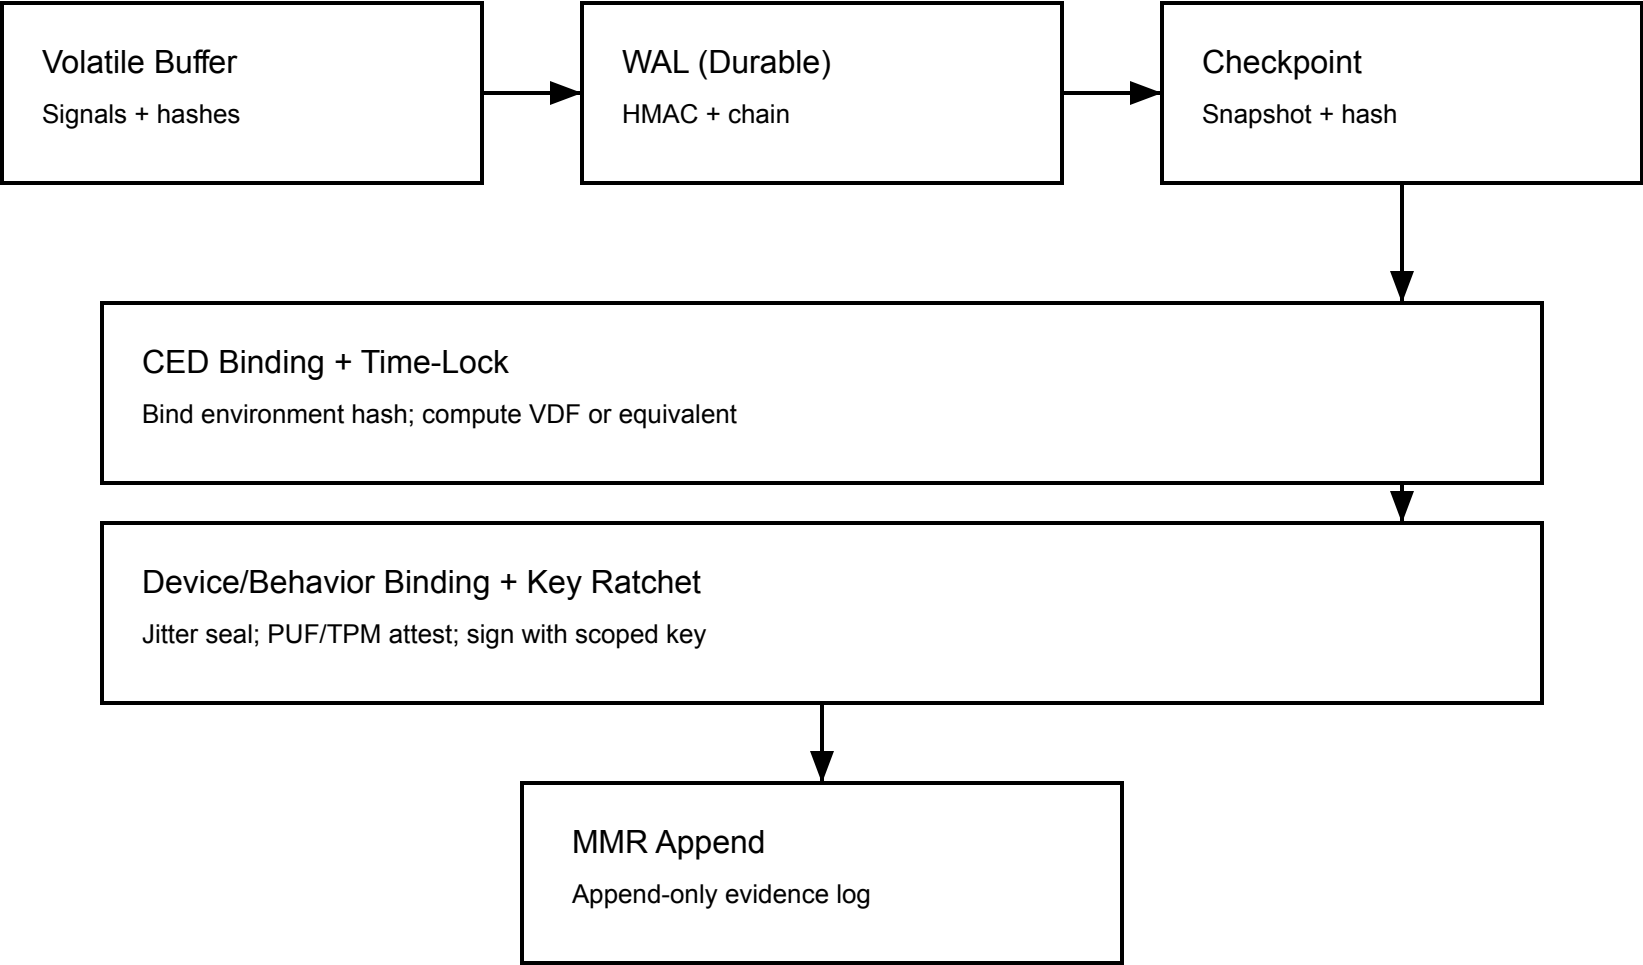 Volatile Buffer
Signals + hashes
WAL (Durable)
HMAC + chain
Checkpoint
Snapshot + hash
CED Binding + Time-Lock
Bind environment hash; compute VDF or equivalent
Device/Behavior Binding + Key Ratchet
Jitter seal; PUF/TPM attest; sign with scoped key
MMR Append
Append-only evidence log